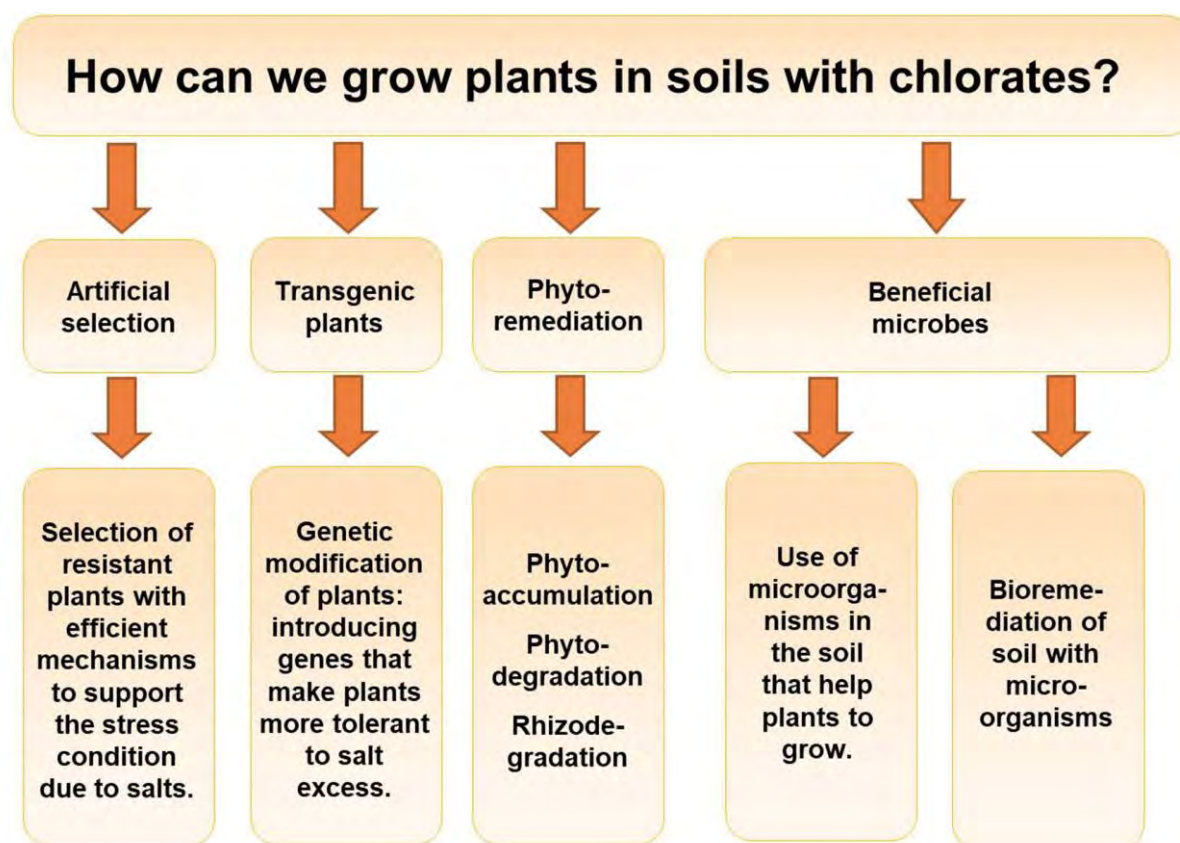 How can we grow plants in soils with chlorates?
Artificial
selection
Transgenic
plants
Phyto-
remediation
Beneficial
microbes
Selection of
resistant
plants with
efficient
mechanisms
to support
the stress
condition
due to salts.
Genetic
modification
of plants:
introducing
genes that
make plants
more tolerant
to salt
excess.
Phyto-
accumulation
Phyto-
degradation
Rhizode-
gradation
Use of
microorga-
nisms in
the soil
that help
plants to
grow.
Bioreme-
diation of
soil with
micro-
organisms